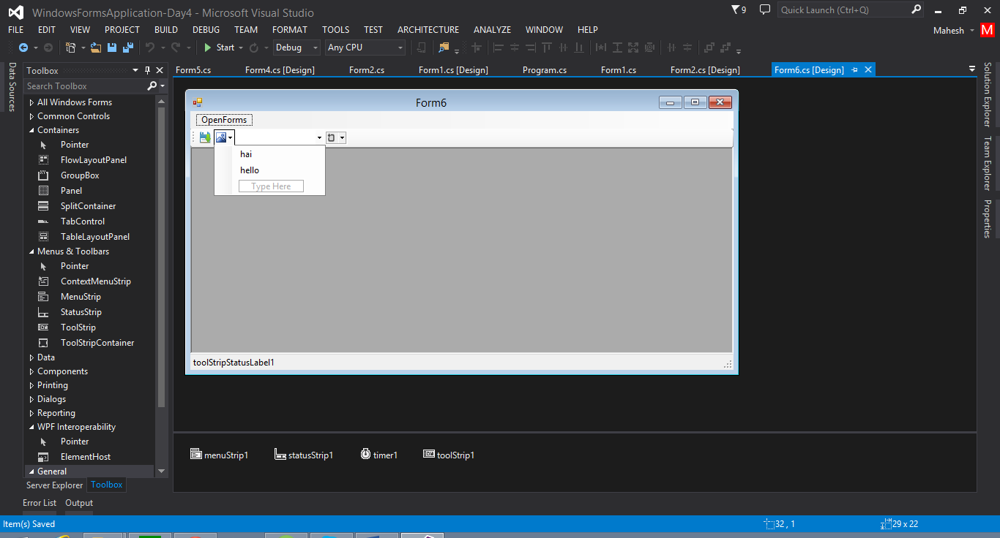 WindowsFormsApplication-Day4 - Microsoft Visual Studio
9
Quick Launch (Ctrl+Q)
FILE EDIT VIEW PROJECT BUILD DEBUG TEAM FORMAT TOOLS TEST ARCHITECTURE ANALYZE WINDOW HELP
Mahesh M
Start Debug Any CPU
Data Sources
Toolbox
Search Toolbox
All Windows Forms
Common Controls
Containers
Pointer
FlowLayoutPanel
GroupBox
Panel
SplitContainer
TabControl
TableLayoutPanel
Menus & Toolbars
Pointer
ContextMenuStrip
MenuStrip
StatusStrip
ToolStrip
ToolStripContainer
Data
Components
Printing
Dialogs
Reporting
WPF Interoperability
Pointer
ElementHost
General
Server Explorer Toolbox
Error List Output
Form5.cs Form4.cs [Design] Form2.cs Form1.cs [Design] Program.cs Form1.cs Form2.cs [Design] Form6.cs [Design]
Form6
OpenForms
hai
hello
Type Here
toolStripStatusLabel1
menuStrip1 statusStrip1 timer1 toolStrip1
Solution Explorer
Team Explorer
Properties
Item(s) Saved
32 , 1
29 x 22